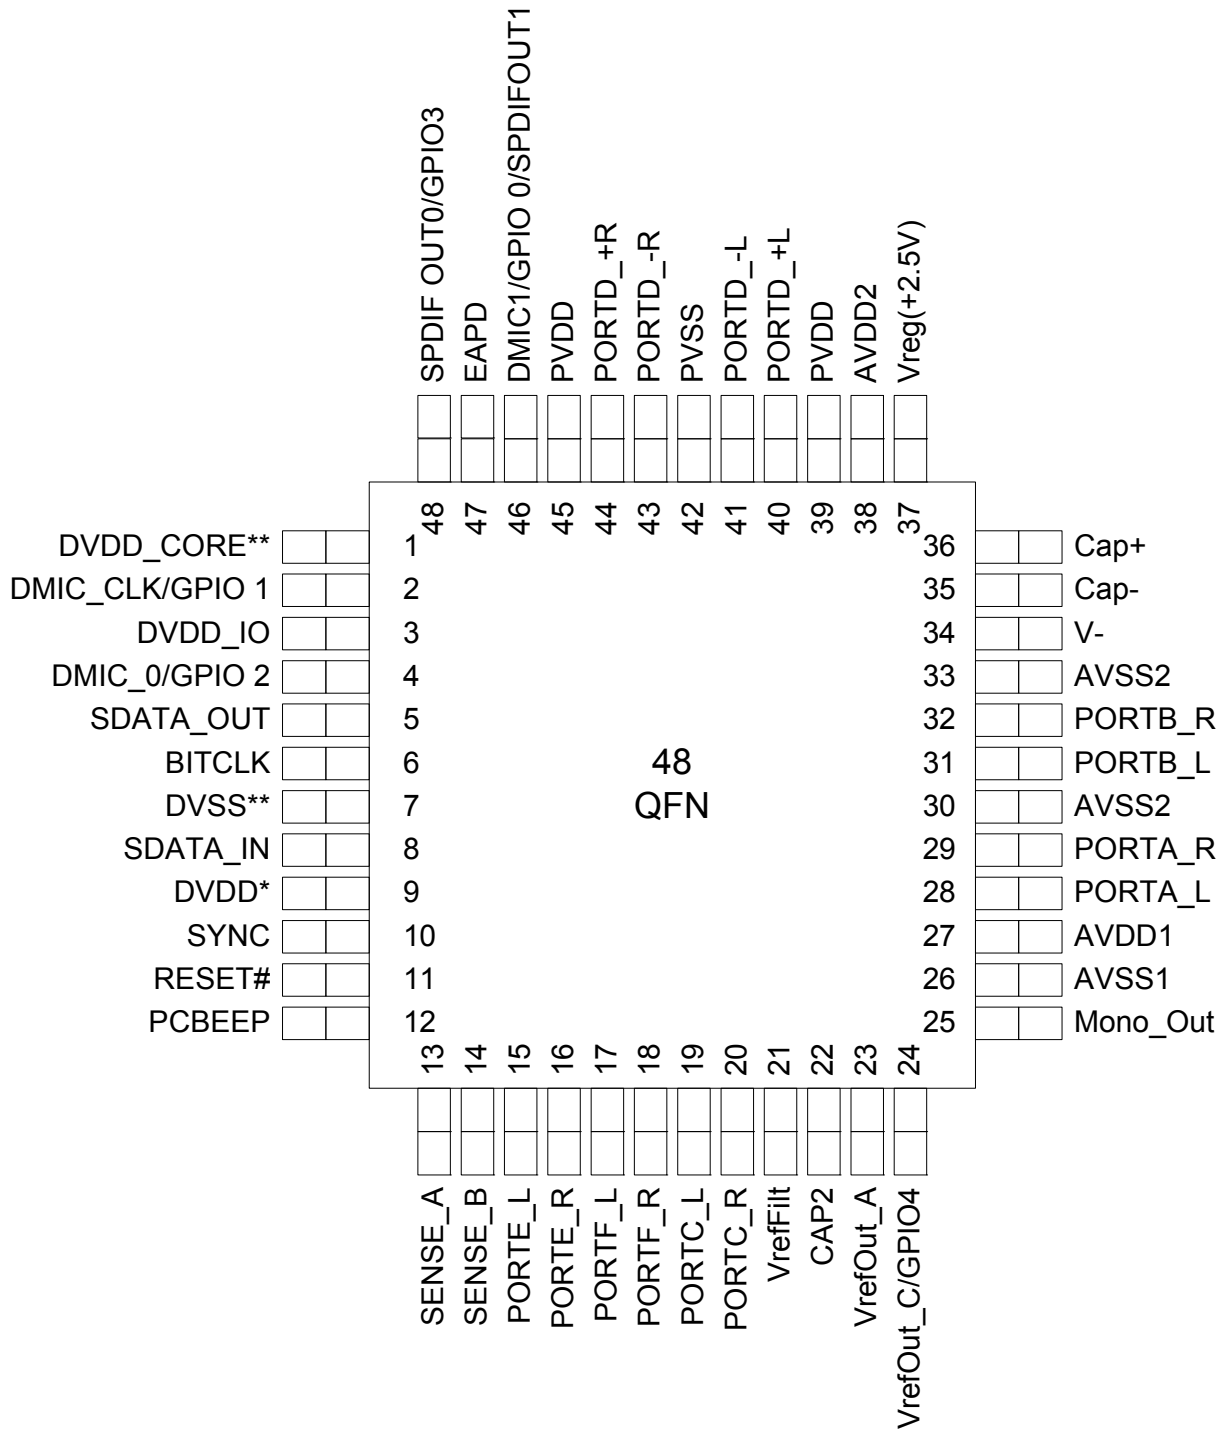 SPDIF OUT0/GPIO3
EAPD
DMIC1/GPIO 0/SPDIFOUT1
PVDD
PORTD_+R
PORTD_-R
PVSS
PORTD_-L
PORTD_+L
PVDD
AVDD2
Vreg(+2.5V)
48
47
46
45
44
43
42
41
40
39
38
37
DVDD_CORE** 1
DMIC_CLK/GPIO 1 2
DVDD_IO 3
DMIC_0/GPIO 2 4
SDATA_OUT 5
BITCLK 6
DVSS** 7
SDATA_IN 8
DVDD* 9
SYNC 10
RESET# 11
PCBEEP 12
48
QFN
36 Cap+
35 Cap-
34 V-
33 AVSS2
32 PORTB_R
31 PORTB_L
30 AVSS2
29 PORTA_R
28 PORTA_L
27 AVDD1
26 AVSS1
25 Mono_Out
13
14
15
16
17
18
19
20
21
22
23
24
SENSE_A
SENSE_B
PORTE_L
PORTE_R
PORTF_L
PORTF_R
PORTC_L
PORTC_R
VrefFilt
CAP2
VrefOut_A
VrefOut_C/GPIO4